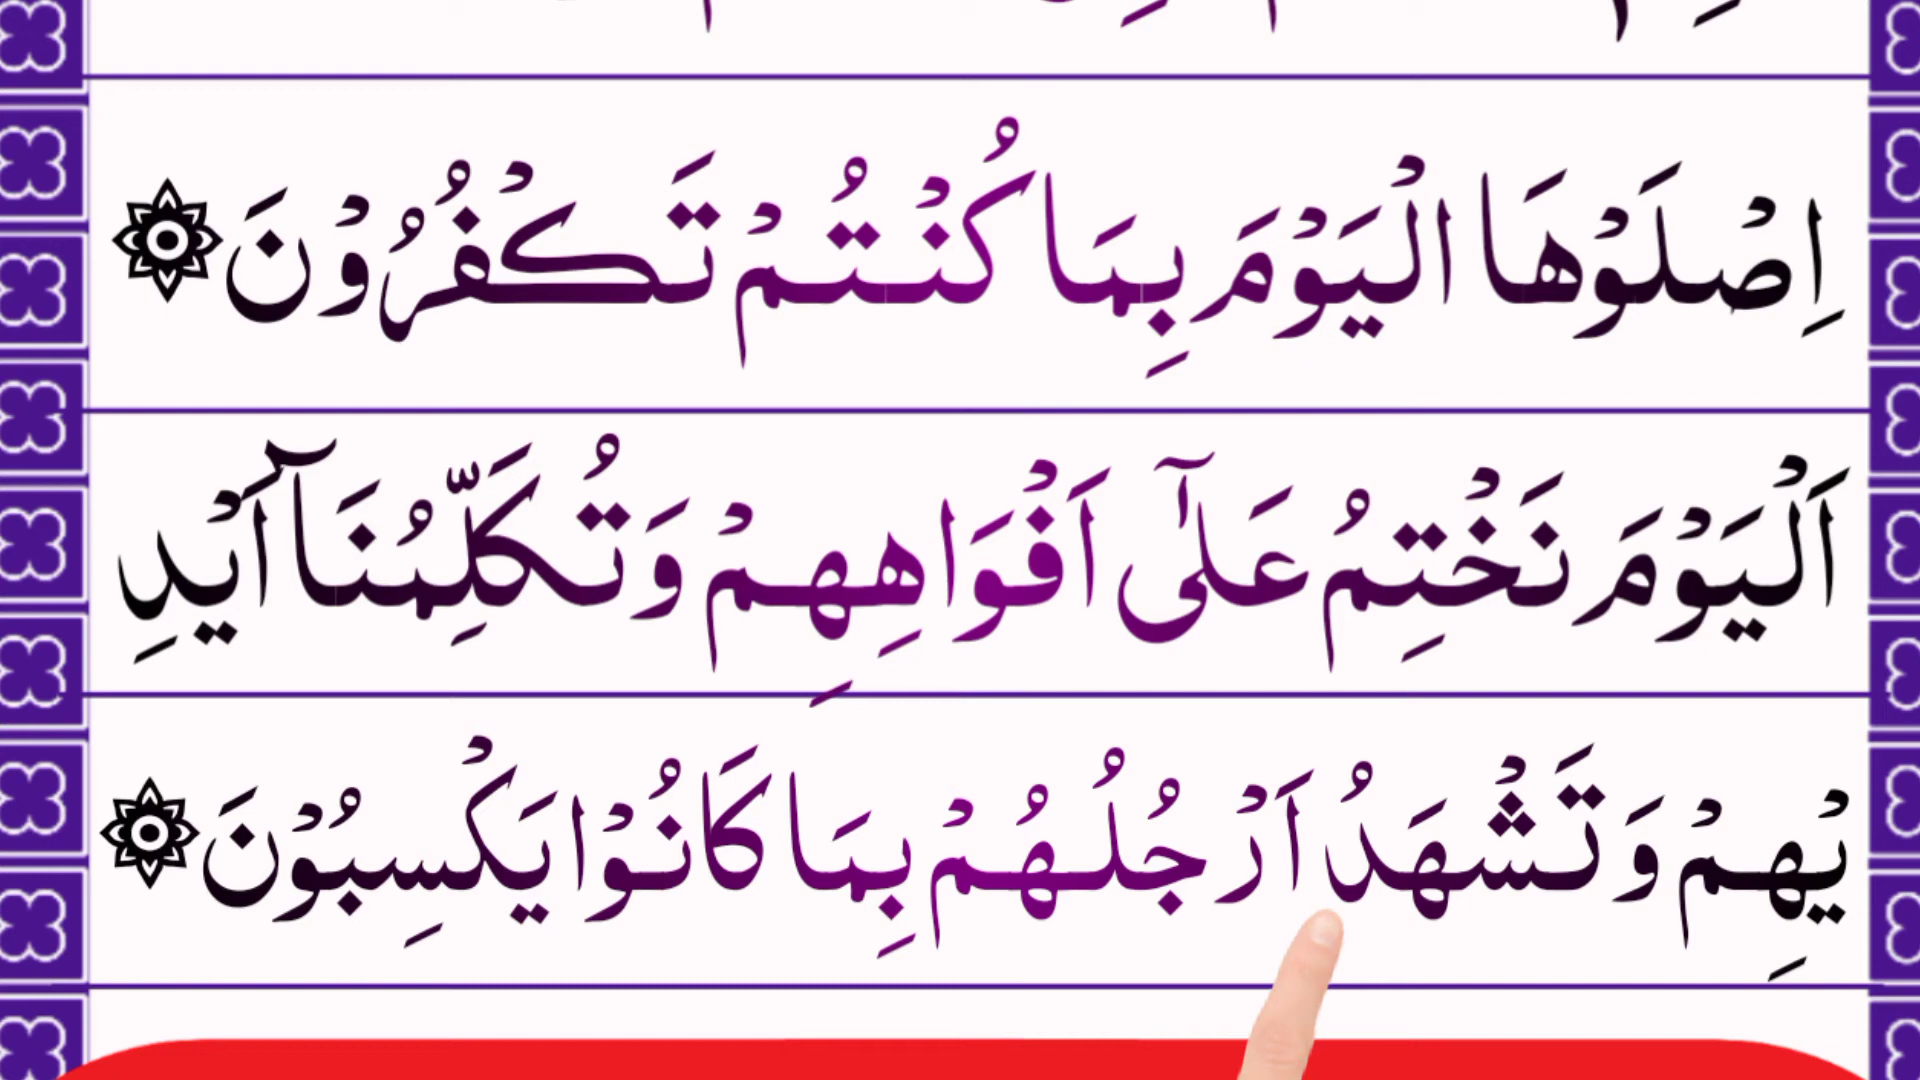 اِصْلَوْهَا الْيَوْمَ بِمَا كُنْتُمْ تَكْفُرُوْنَ
اَلْيَوْمَ نَخْتِمُ عَلٰٓى اَفْوَاهِهِمْ وَتُكَلِّمُنَاۤ اَيْدِ
يْهِمْ وَتَشْهَدُ اَرْجُلُهُمْ بِمَا كَانُوْا يَكْسِبُوْنَ